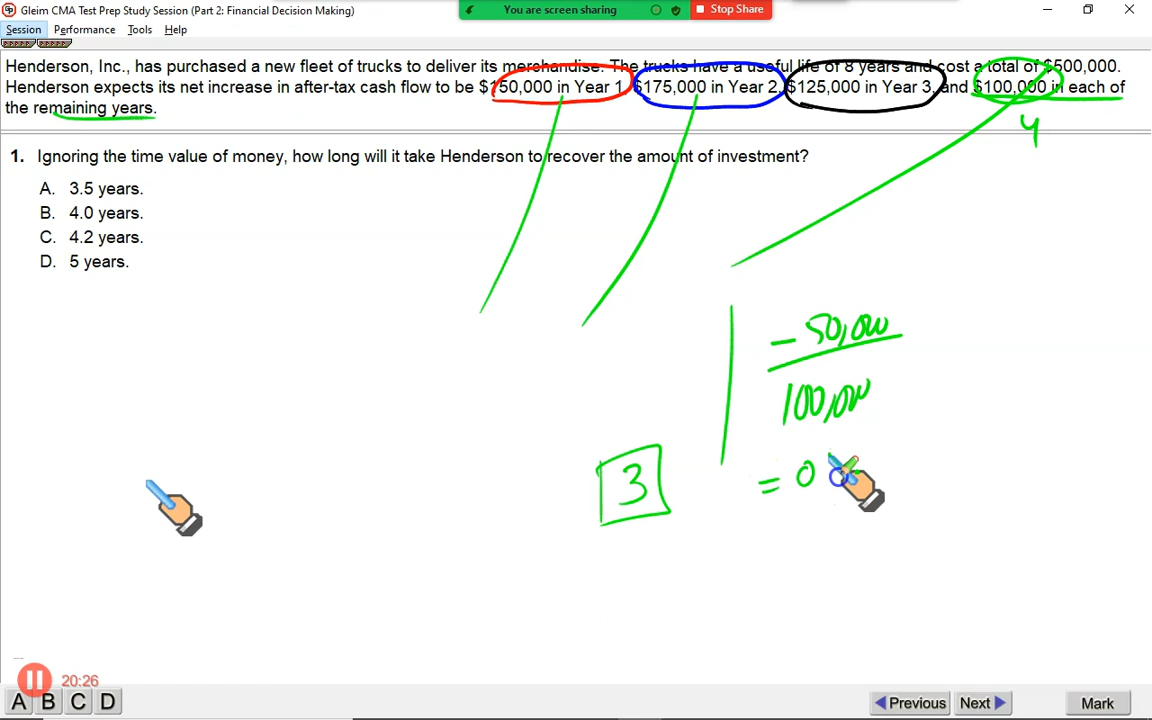 Gleim CMA Test Prep Study Session (Part 2: Financial Decision Making)
You are screen sharing
Stop Share
Session Performance Tools Help
Henderson, Inc., has purchased a new fleet of trucks to deliver its merchandise. The trucks have a useful life of 8 years and cost a total of $500,000.
Henderson expects its net increase in after-tax cash flow to be $150,000 in Year 1, $175,000 in Year 2, $125,000 in Year 3, and $100,000 in each of
the remaining years.
4
1. Ignoring the time value of money, how long will it take Henderson to recover the amount of investment?
A. 3.5 years.
B. 4.0 years.
C. 4.2 years.
D. 5 years.
- 50,000
100,000
3
= 0
20:26
A B C D
Previous Next Mark